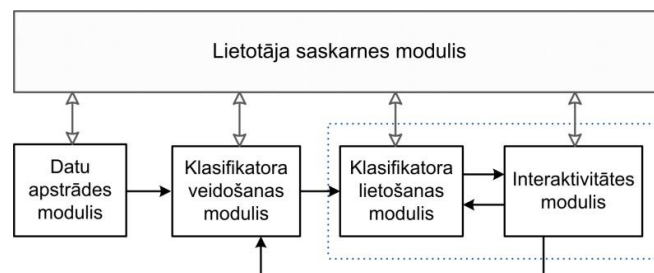 Lietotāja saskarnes modulis
Datu
apstrādes
modulis
Klasifikatora
veidošanas
modulis
Klasifikatora
lietošanas
modulis
Interaktivitātes
modulis